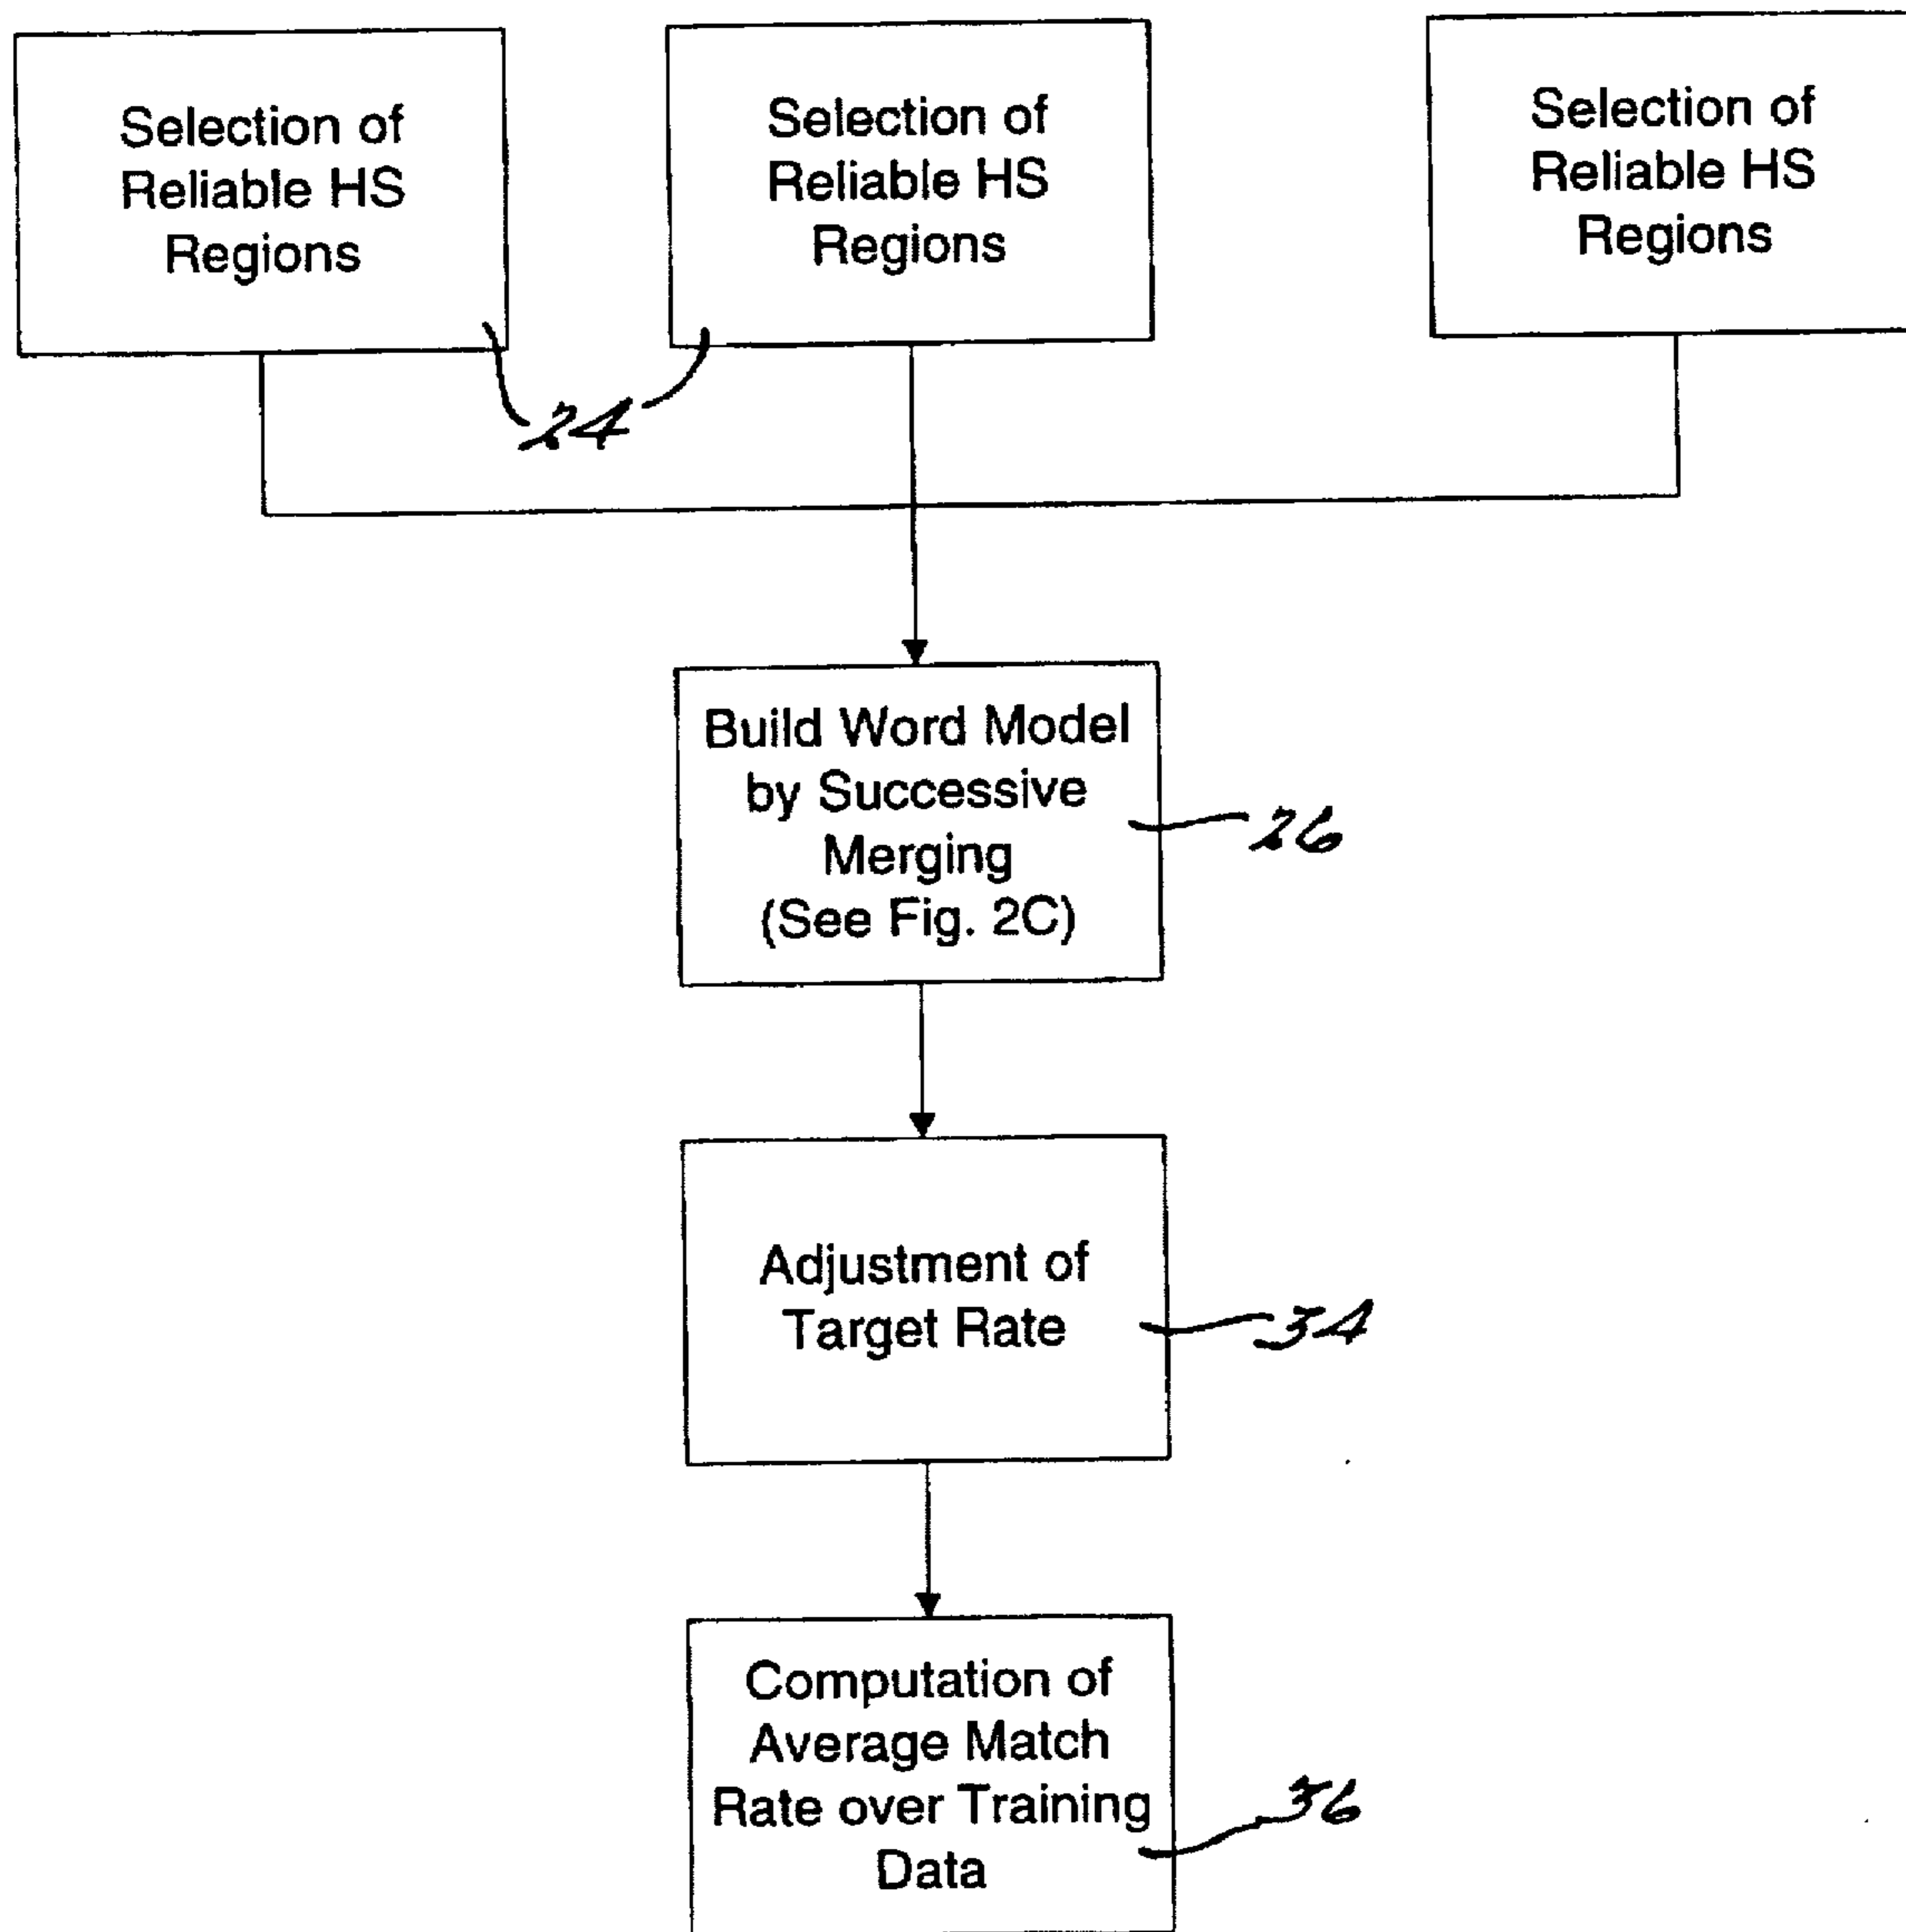 Selection of
Reliable HS
Regions
Selection of
Reliable HS
Regions
Selection of
Reliable HS
Regions
24
Build Word Model
by Successive
Merging
(See Fig. 2C)
26
Adjustment of
Target Rate
34
Computation of
Average Match
Rate over Training
Data
36